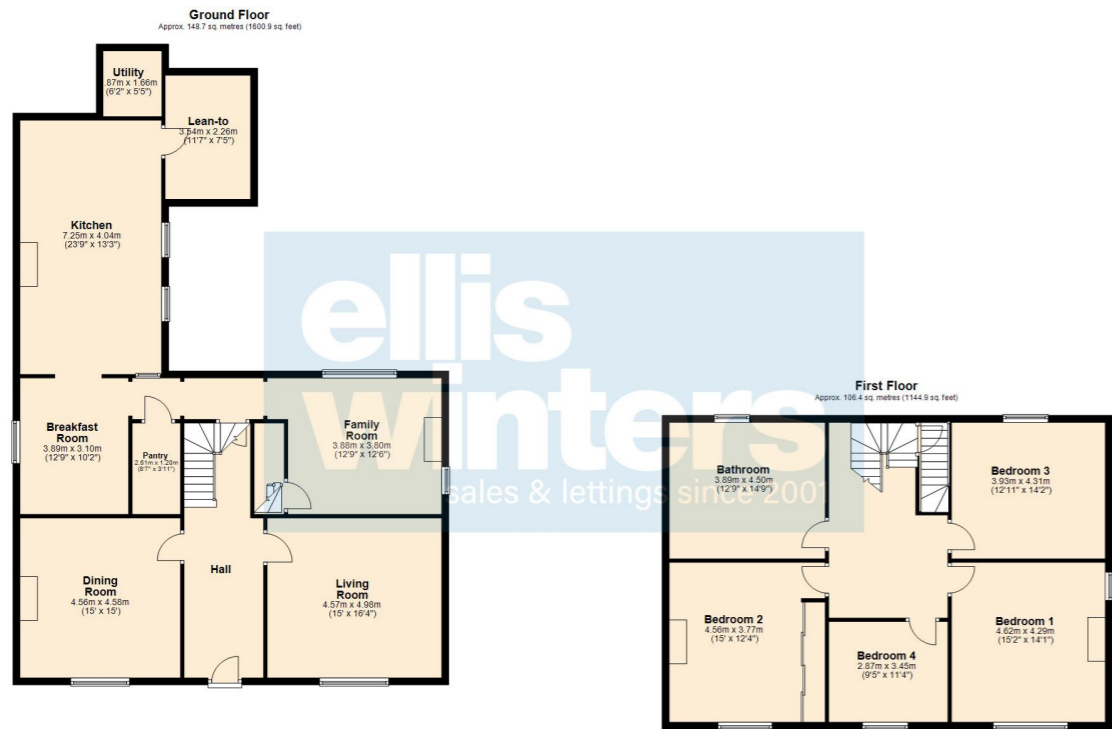 Ground Floor
Approx. 148.7 sq. metres (1600.9 sq. feet)
Utility
.87m x 1.66m
(6'2" x 5'5")
Lean-to
3.54m x 2.26m
(11'7" x 7'5")
Kitchen
7.25m x 4.04m
(23'9" x 13'3")
Breakfast
Room
3.89m x 3.10m
(12'9" x 10'2")
Pantry
2.61m x 1.20m
(8'7" x 3'11")
Family
Room
3.88m x 3.80m
(12'9" x 12'6")
Dining
Room
4.56m x 4.58m
(15' x 15')
Hall
Living
Room
4.57m x 4.98m
(15' x 16'4")
ellis
winters
sales & lettings since 2001
First Floor
Approx. 106.4 sq. metres (1144.9 sq. feet)
Bathroom
3.89m x 4.50m
(12'9" x 14'9")
Bedroom 3
3.93m x 4.31m
(12'11" x 14'2")
Bedroom 2
4.56m x 3.77m
(15' x 12'4")
Bedroom 4
2.87m x 3.45m
(9'5" x 11'4")
Bedroom 1
4.62m x 4.29m
(15'2" x 14'1")